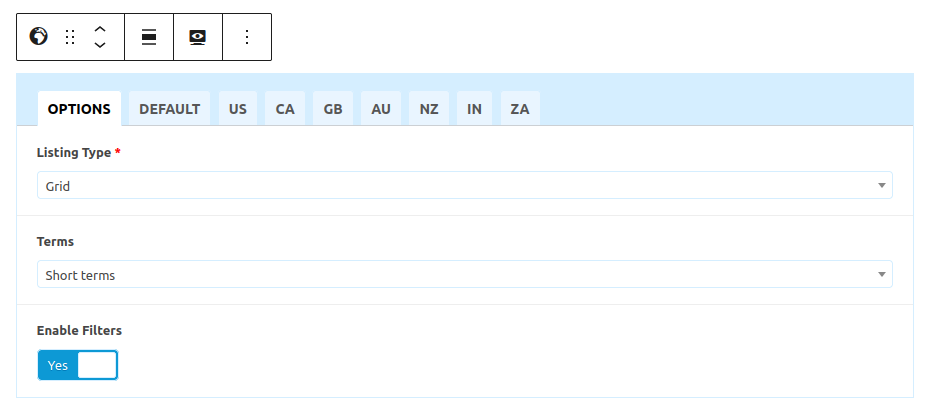 OPTIONS DEFAULT US CA GB AU NZ IN ZA
Listing Type *
Grid
Terms
Short terms
Enable Filters
Yes